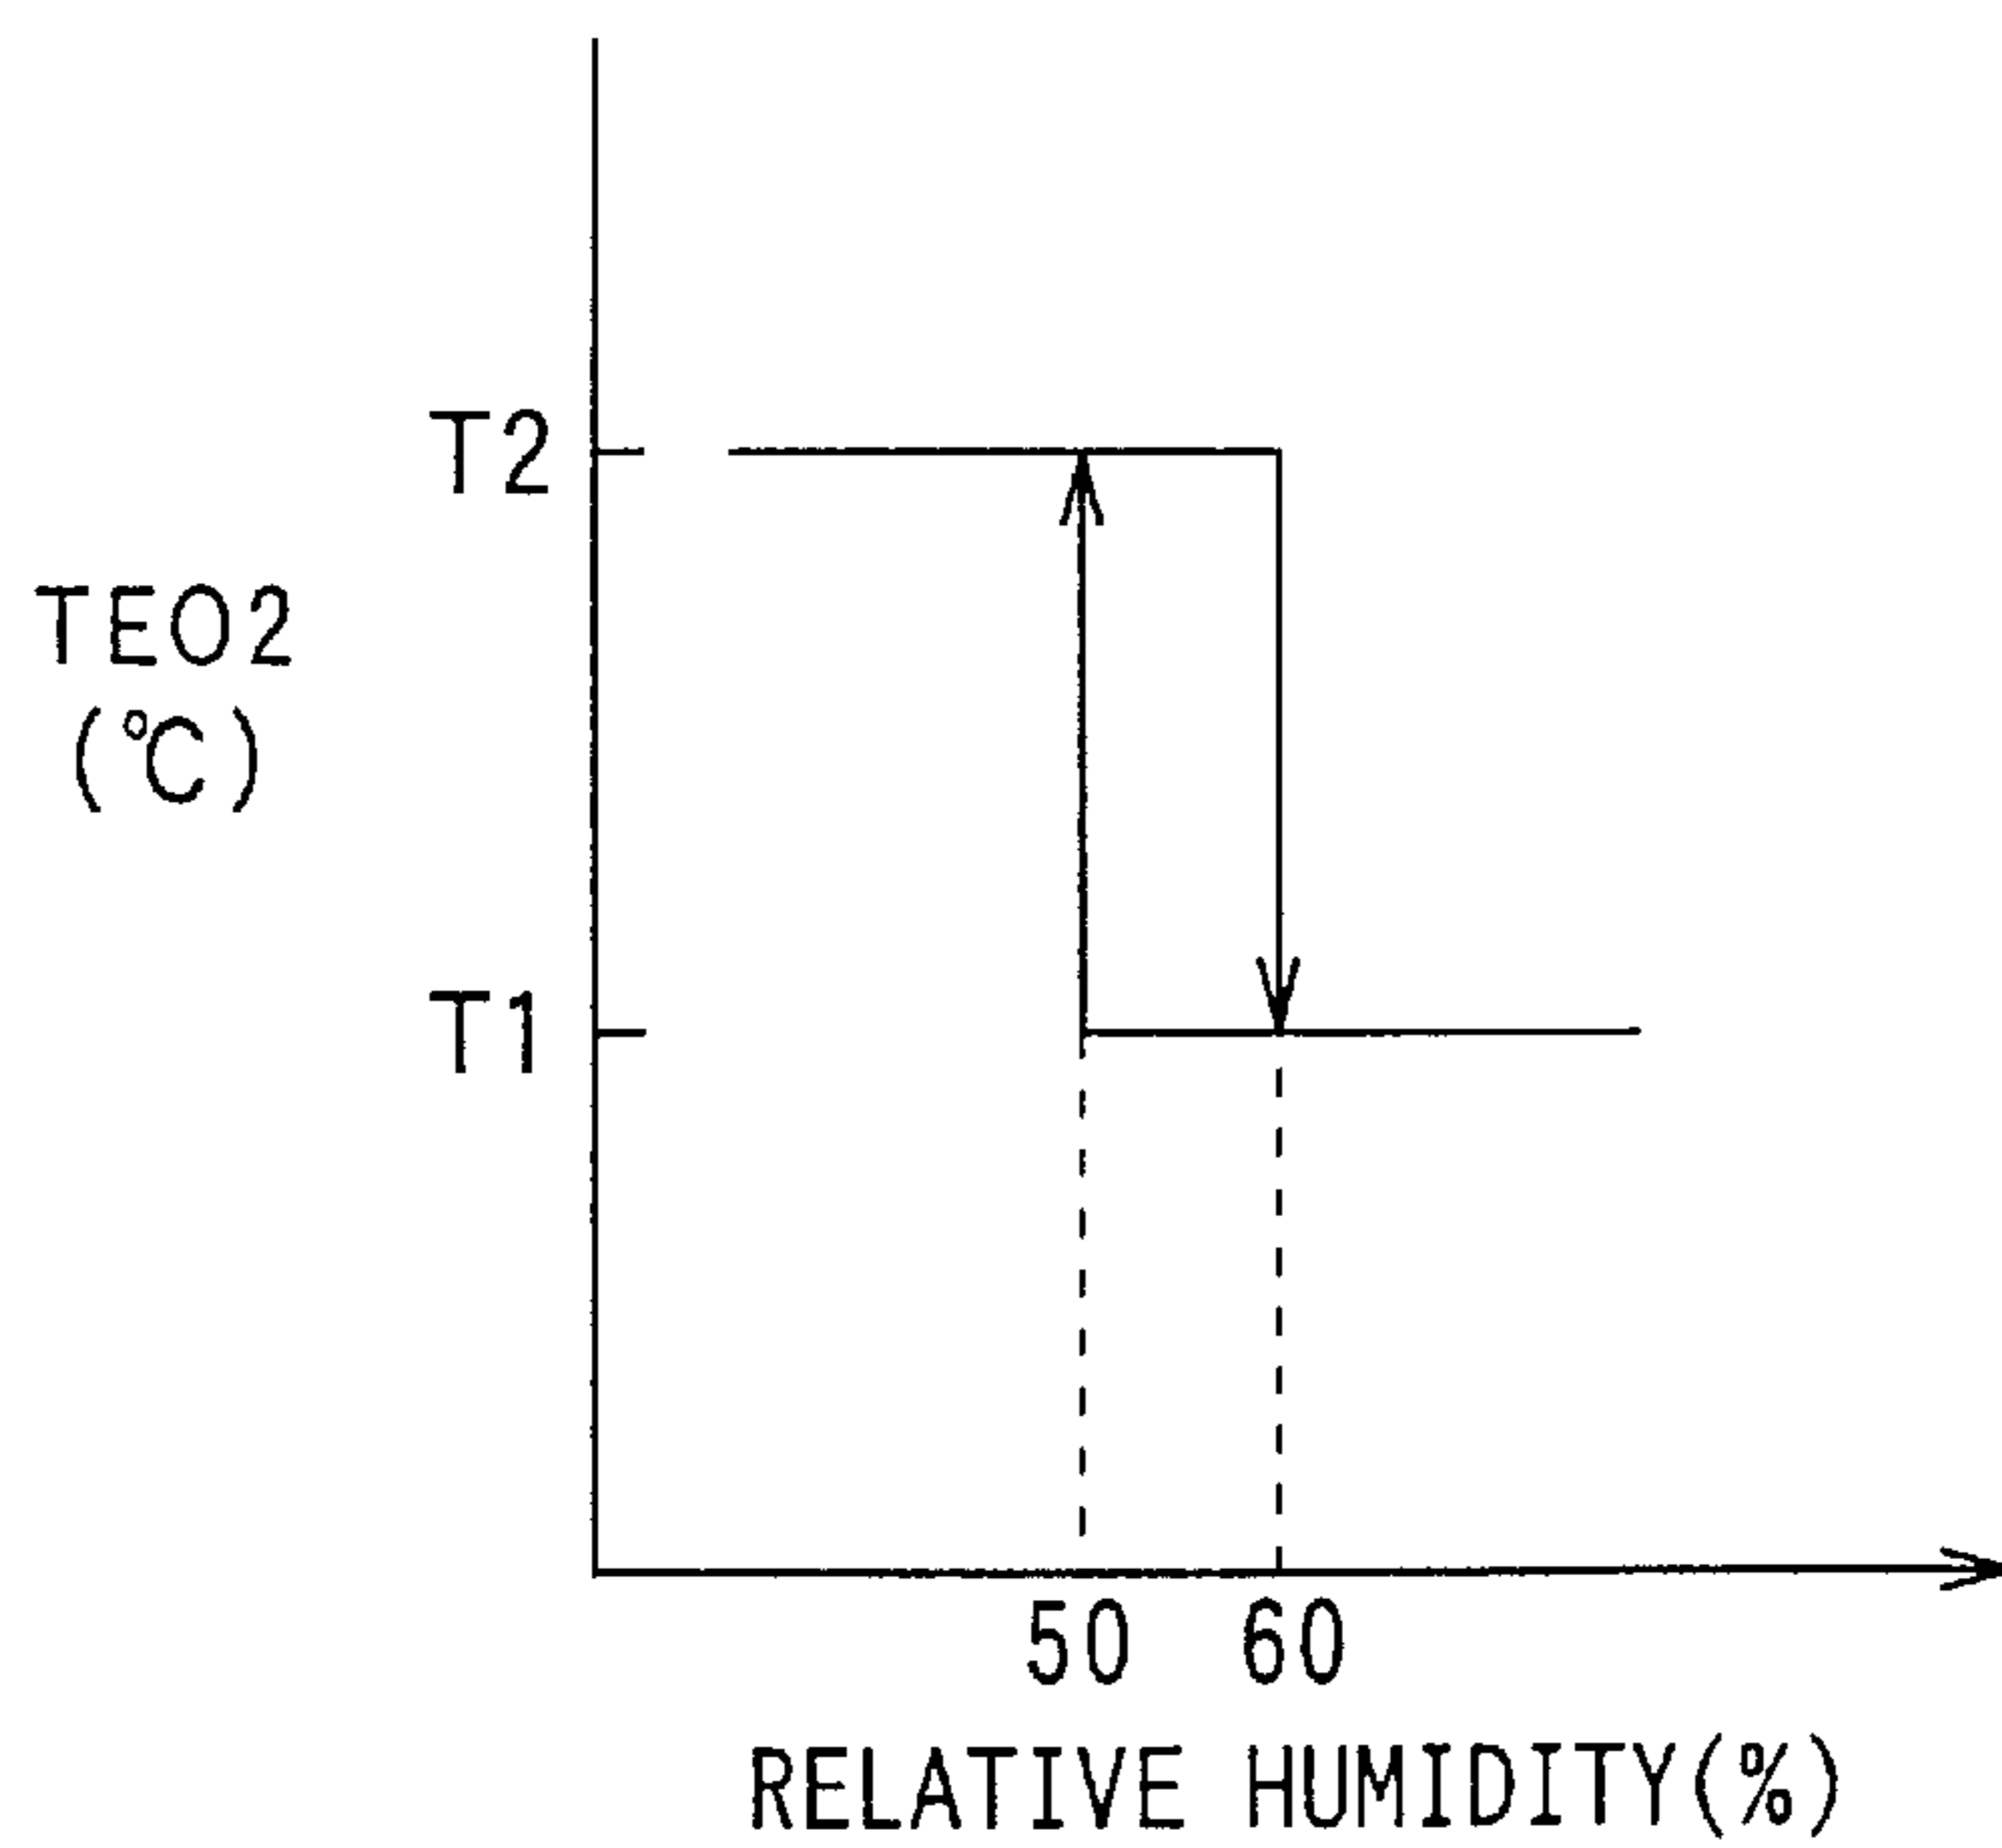 T2
TEO2
(℃)
T1
50 60
RELATIVE HUMIDITY(%)